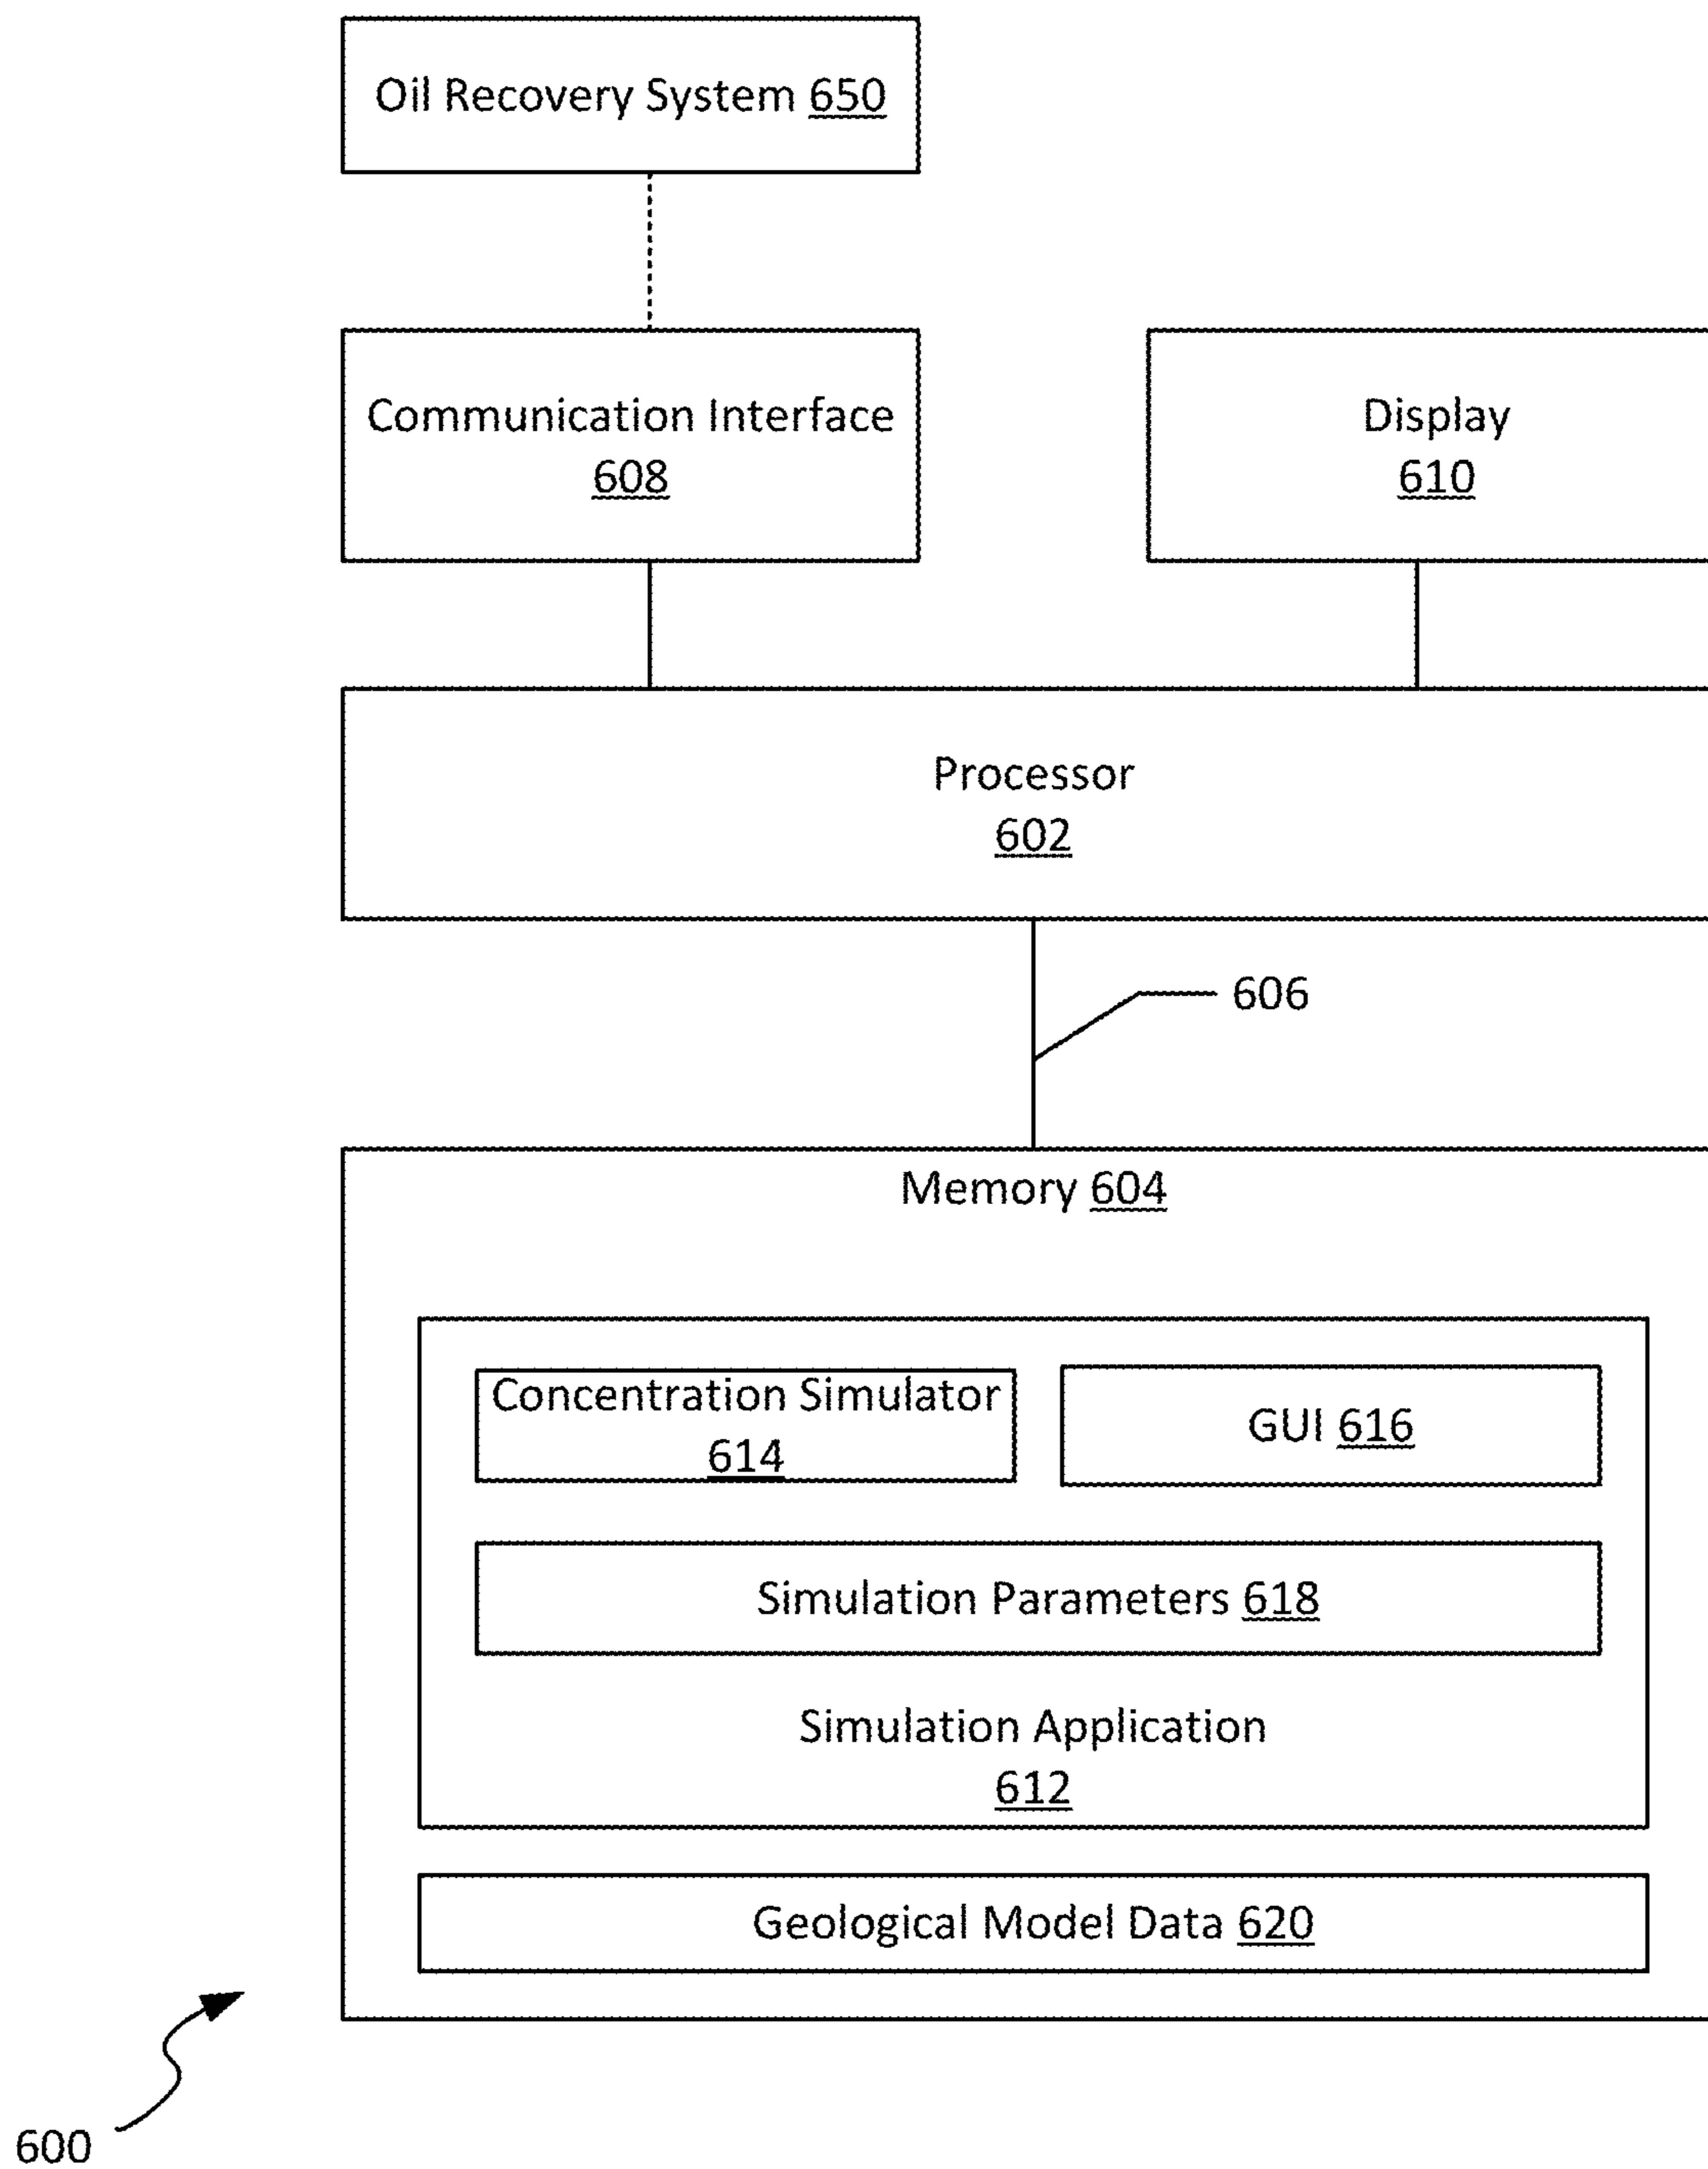 Oil Recovery System 650
Communication Interface
608
Display
610
Processor
602
606
Memory 604
Concentration Simulator
614
GUI 616
Simulation Parameters 618
Simulation Application
612
Geological Model Data 620
600